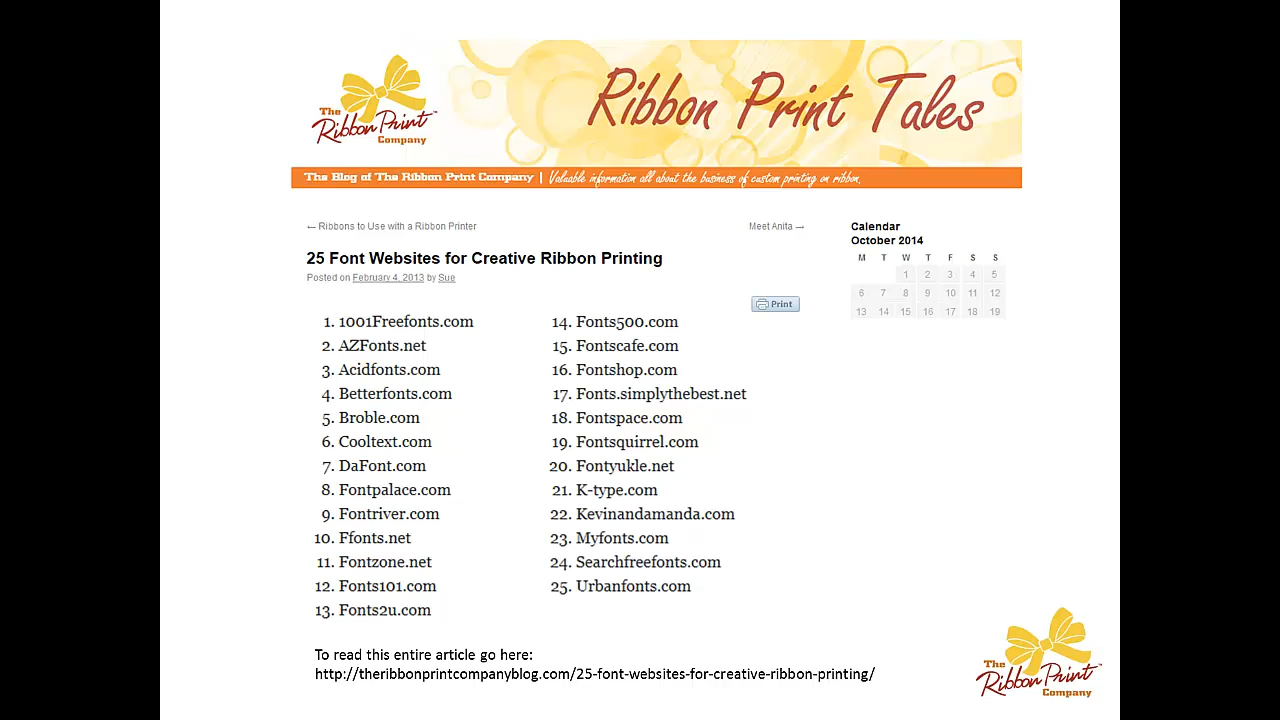 The
Ribbon Print™
Company
Ribbon Print Tales
The Blog of The Ribbon Print Company | Valuable information all about the business of custom printing on ribbon.
← Ribbons to Use with a Ribbon Printer
Meet Anita →
25 Font Websites for Creative Ribbon Printing
Posted on February 4, 2013 by Sue
Print
1. 1001Freefonts.com
2. AZFonts.net
3. Acidfonts.com
4. Betterfonts.com
5. Broble.com
6. Cooltext.com
7. DaFont.com
8. Fontpalace.com
9. Fontriver.com
10. Ffonts.net
11. Fontzone.net
12. Fonts101.com
13. Fonts2u.com
14. Fonts500.com
15. Fontscafe.com
16. Fontshop.com
17. Fonts.simplythebest.net
18. Fontspace.com
19. Fontsquirrel.com
20. Fontyukle.net
21. K-type.com
22. Kevinandamanda.com
23. Myfonts.com
24. Searchfreefonts.com
25. Urbanfonts.com
Calendar
October 2014
M T W T F S S
1 2 3 4 5
6 7 8 9 10 11 12
13 14 15 16 17 18 19
To read this entire article go here:
http://theribbonprintcompanyblog.com/25-font-websites-for-creative-ribbon-printing/
The
Ribbon Print™
Company